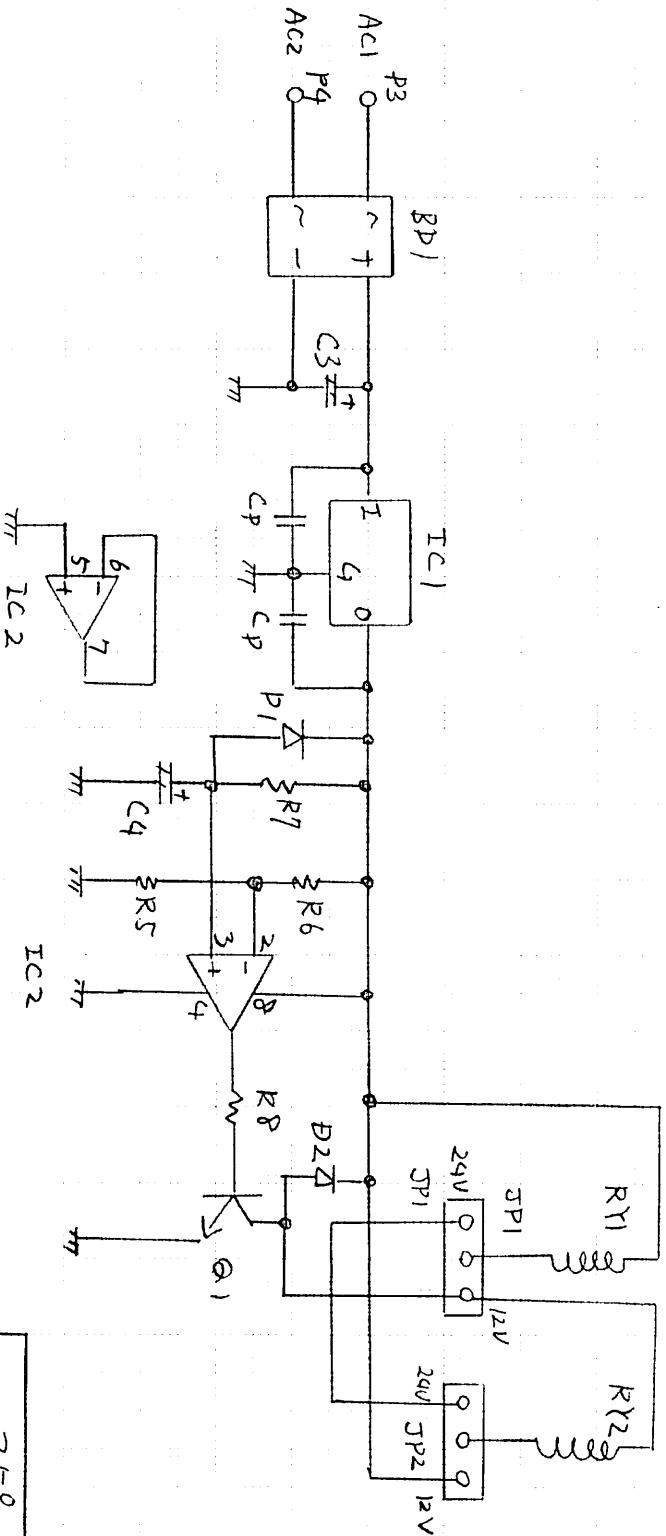 AC1 P3
AC2 P4
BD1
~ +
~ -
C3 +
IC1
I G O
Cp Cp
D1
R7
C4 +
R6
R5
2 -
3 +
8
4
IC2
6 -
5 +
7
IC2
R8
D2
Q1
RY1
JP1
24V
12V
JP1
RY2
24V
JP2
12V